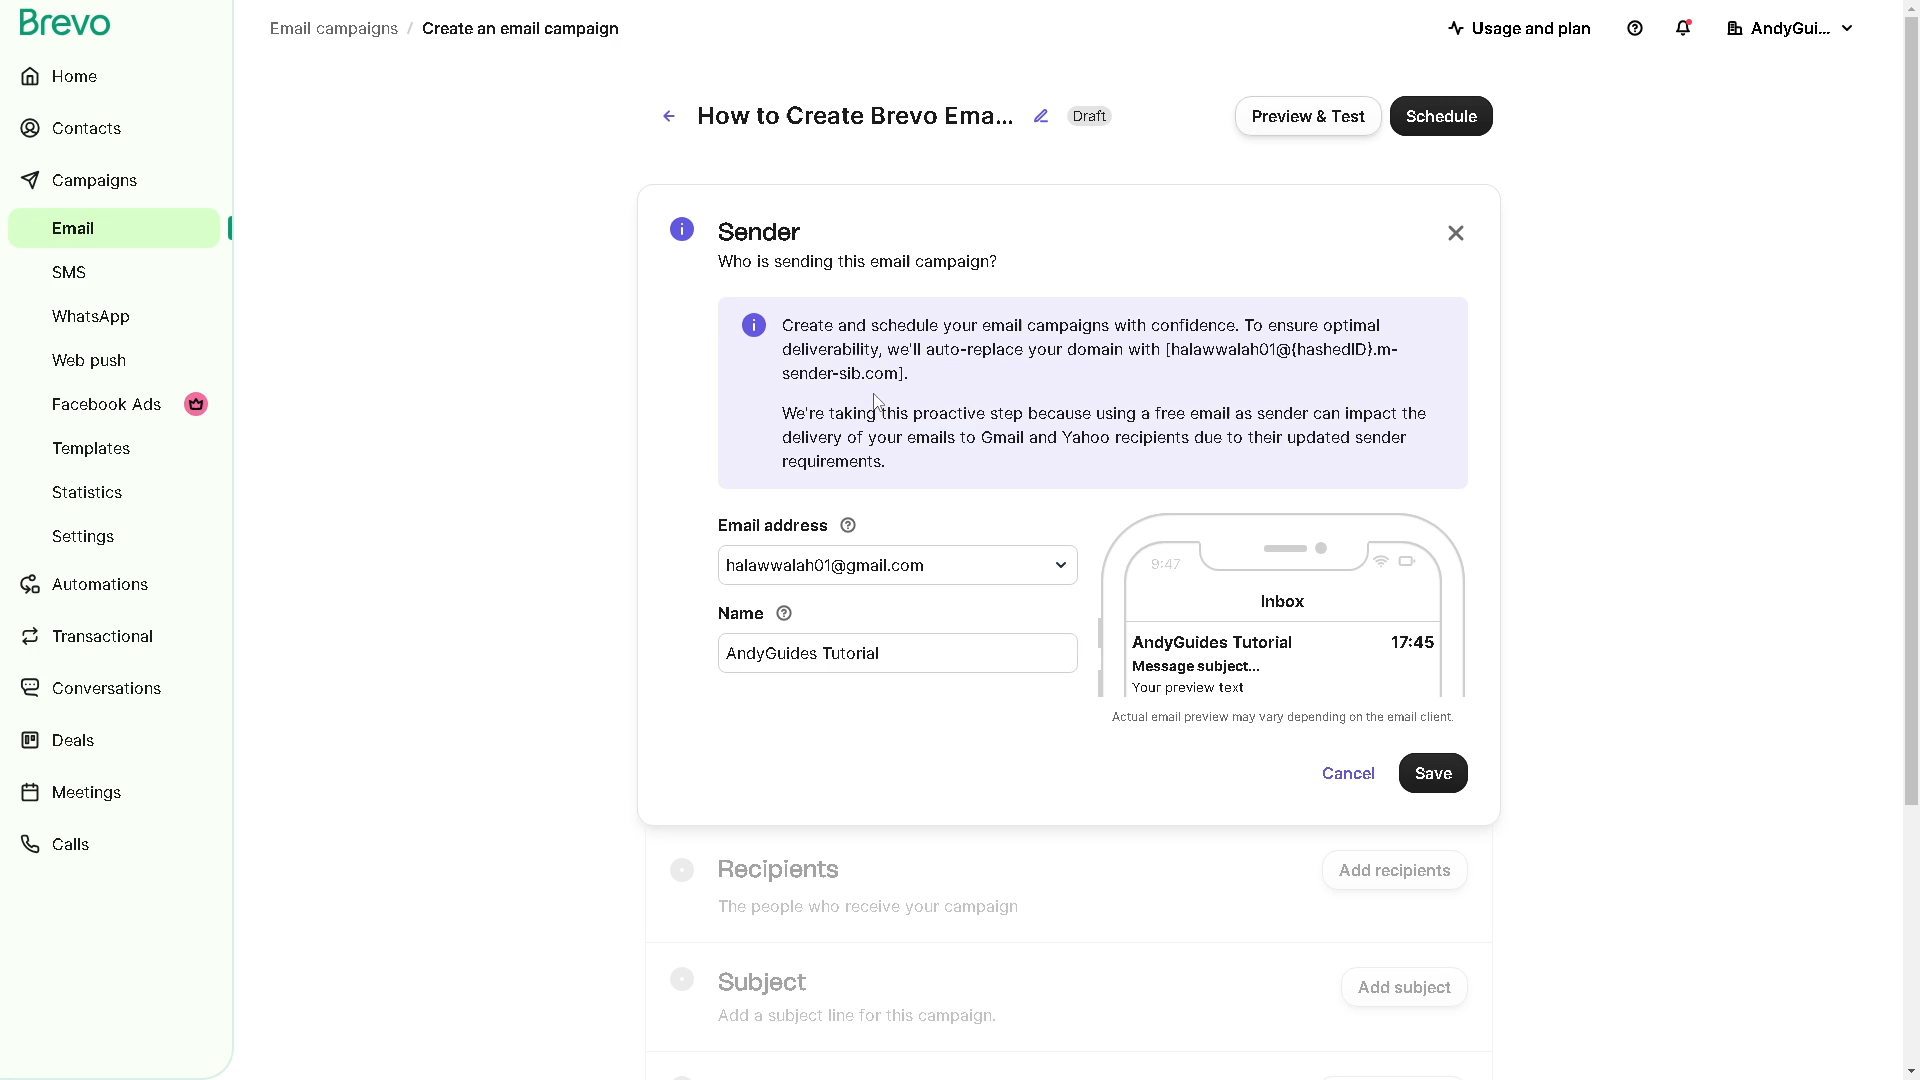 Brevo
Email campaigns / Create an email campaign
Usage and plan
AndyGui...
Home
Contacts
Campaigns
Email
SMS
WhatsApp
Web push
Facebook Ads
Templates
Statistics
Settings
Automations
Transactional
Conversations
Deals
Meetings
Calls
How to Create Brevo Ema...
Draft
Preview & Test
Schedule
Sender
Who is sending this email campaign?
Create and schedule your email campaigns with confidence. To ensure optimal
deliverability, we'll auto-replace your domain with [halawwalah01@{hashedID}.m-
sender-sib.com].
We're taking this proactive step because using a free email as sender can impact the
delivery of your emails to Gmail and Yahoo recipients due to their updated sender
requirements.
Email address
halawwalah01@gmail.com
Name
AndyGuides Tutorial
9:47
Inbox
AndyGuides Tutorial 17:45
Message subject...
Your preview text
Actual email preview may vary depending on the email client.
Cancel
Save
Recipients
Add recipients
The people who receive your campaign
Subject
Add subject
Add a subject line for this campaign.